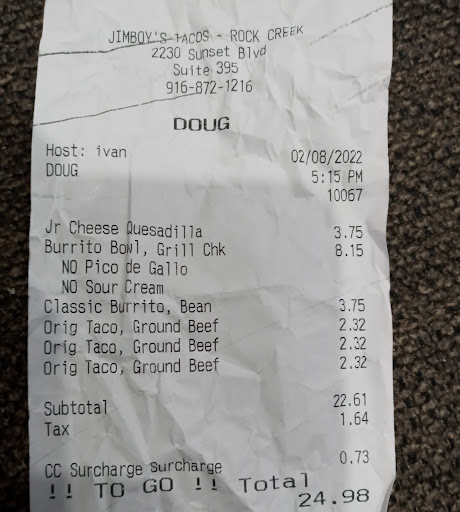 JIMBOY'S TACOS - ROCK CREEK
2230 Sunset Blvd
Suite 395
916-872-1216
DOUG
Host: ivan 02/08/2022
DOUG 5:15 PM
10067
Jr Cheese Quesadilla 3.75
Burrito Bowl, Grill Chk 8.15
NO Pico de Gallo
NO Sour Cream
Classic Burrito, Bean 3.75
Orig Taco, Ground Beef 2.32
Orig Taco, Ground Beef 2.32
Orig Taco, Ground Beef 2.32
Subtotal 22.61
Tax 1.64
CC Surcharge Surcharge 0.73
!! TO GO !! Total
24.98